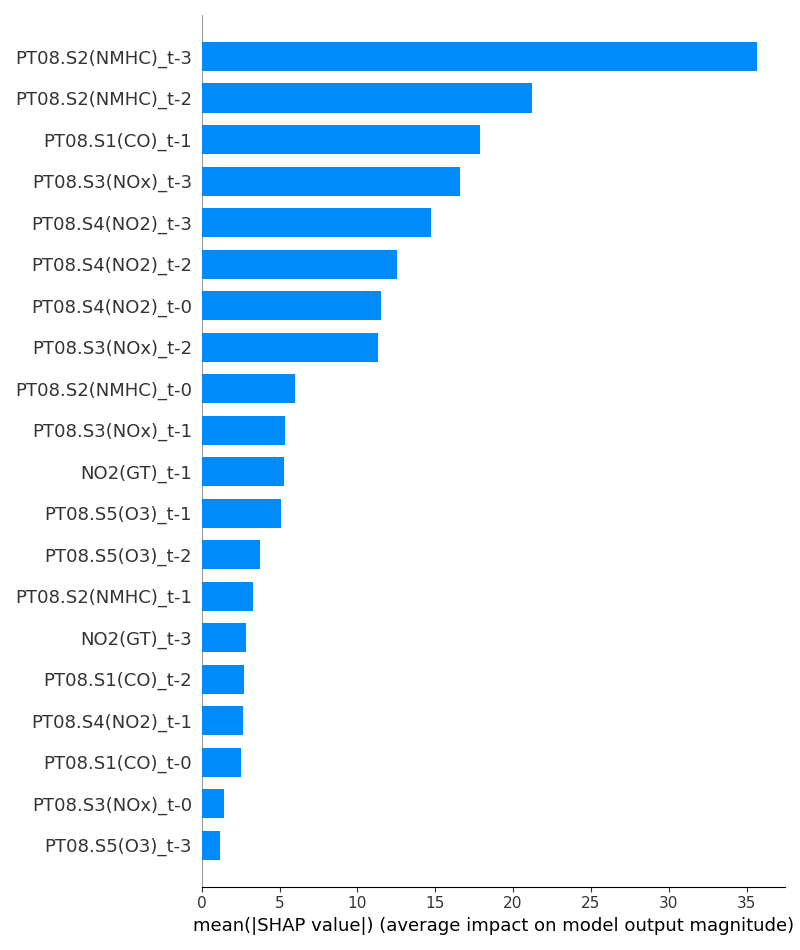 PT08.S2(NMHC)_t-3
PT08.S2(NMHC)_t-2
PT08.S1(CO)_t-1
PT08.S3(NOx)_t-3
PT08.S4(NO2)_t-3
PT08.S4(NO2)_t-2
PT08.S4(NO2)_t-0
PT08.S3(NOx)_t-2
PT08.S2(NMHC)_t-0
PT08.S3(NOx)_t-1
NO2(GT)_t-1
PT08.S5(O3)_t-1
PT08.S5(O3)_t-2
PT08.S2(NMHC)_t-1
NO2(GT)_t-3
PT08.S1(CO)_t-2
PT08.S4(NO2)_t-1
PT08.S1(CO)_t-0
PT08.S3(NOx)_t-0
PT08.S5(O3)_t-3
0 5 10 15 20 25 30 35
mean(|SHAP value|) (average impact on model output magnitude)